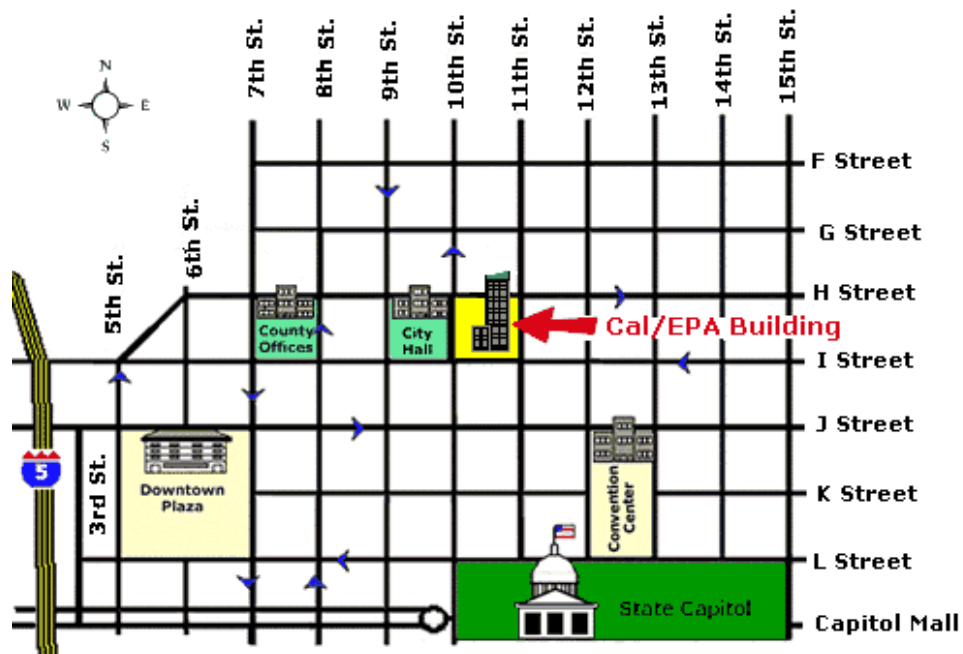 7th St.
8th St.
9th St.
10th St.
11th St.
12th St.
13th St.
14th St.
15th St.
N
W
E
S
F Street
6th St.
G Street
5th St.
H Street
County
Offices
City
Hall
Cal/EPA Building
I Street
J Street
5
3rd St.
Downtown
Plaza
Convention
Center
K Street
L Street
State Capitol
Capitol Mall